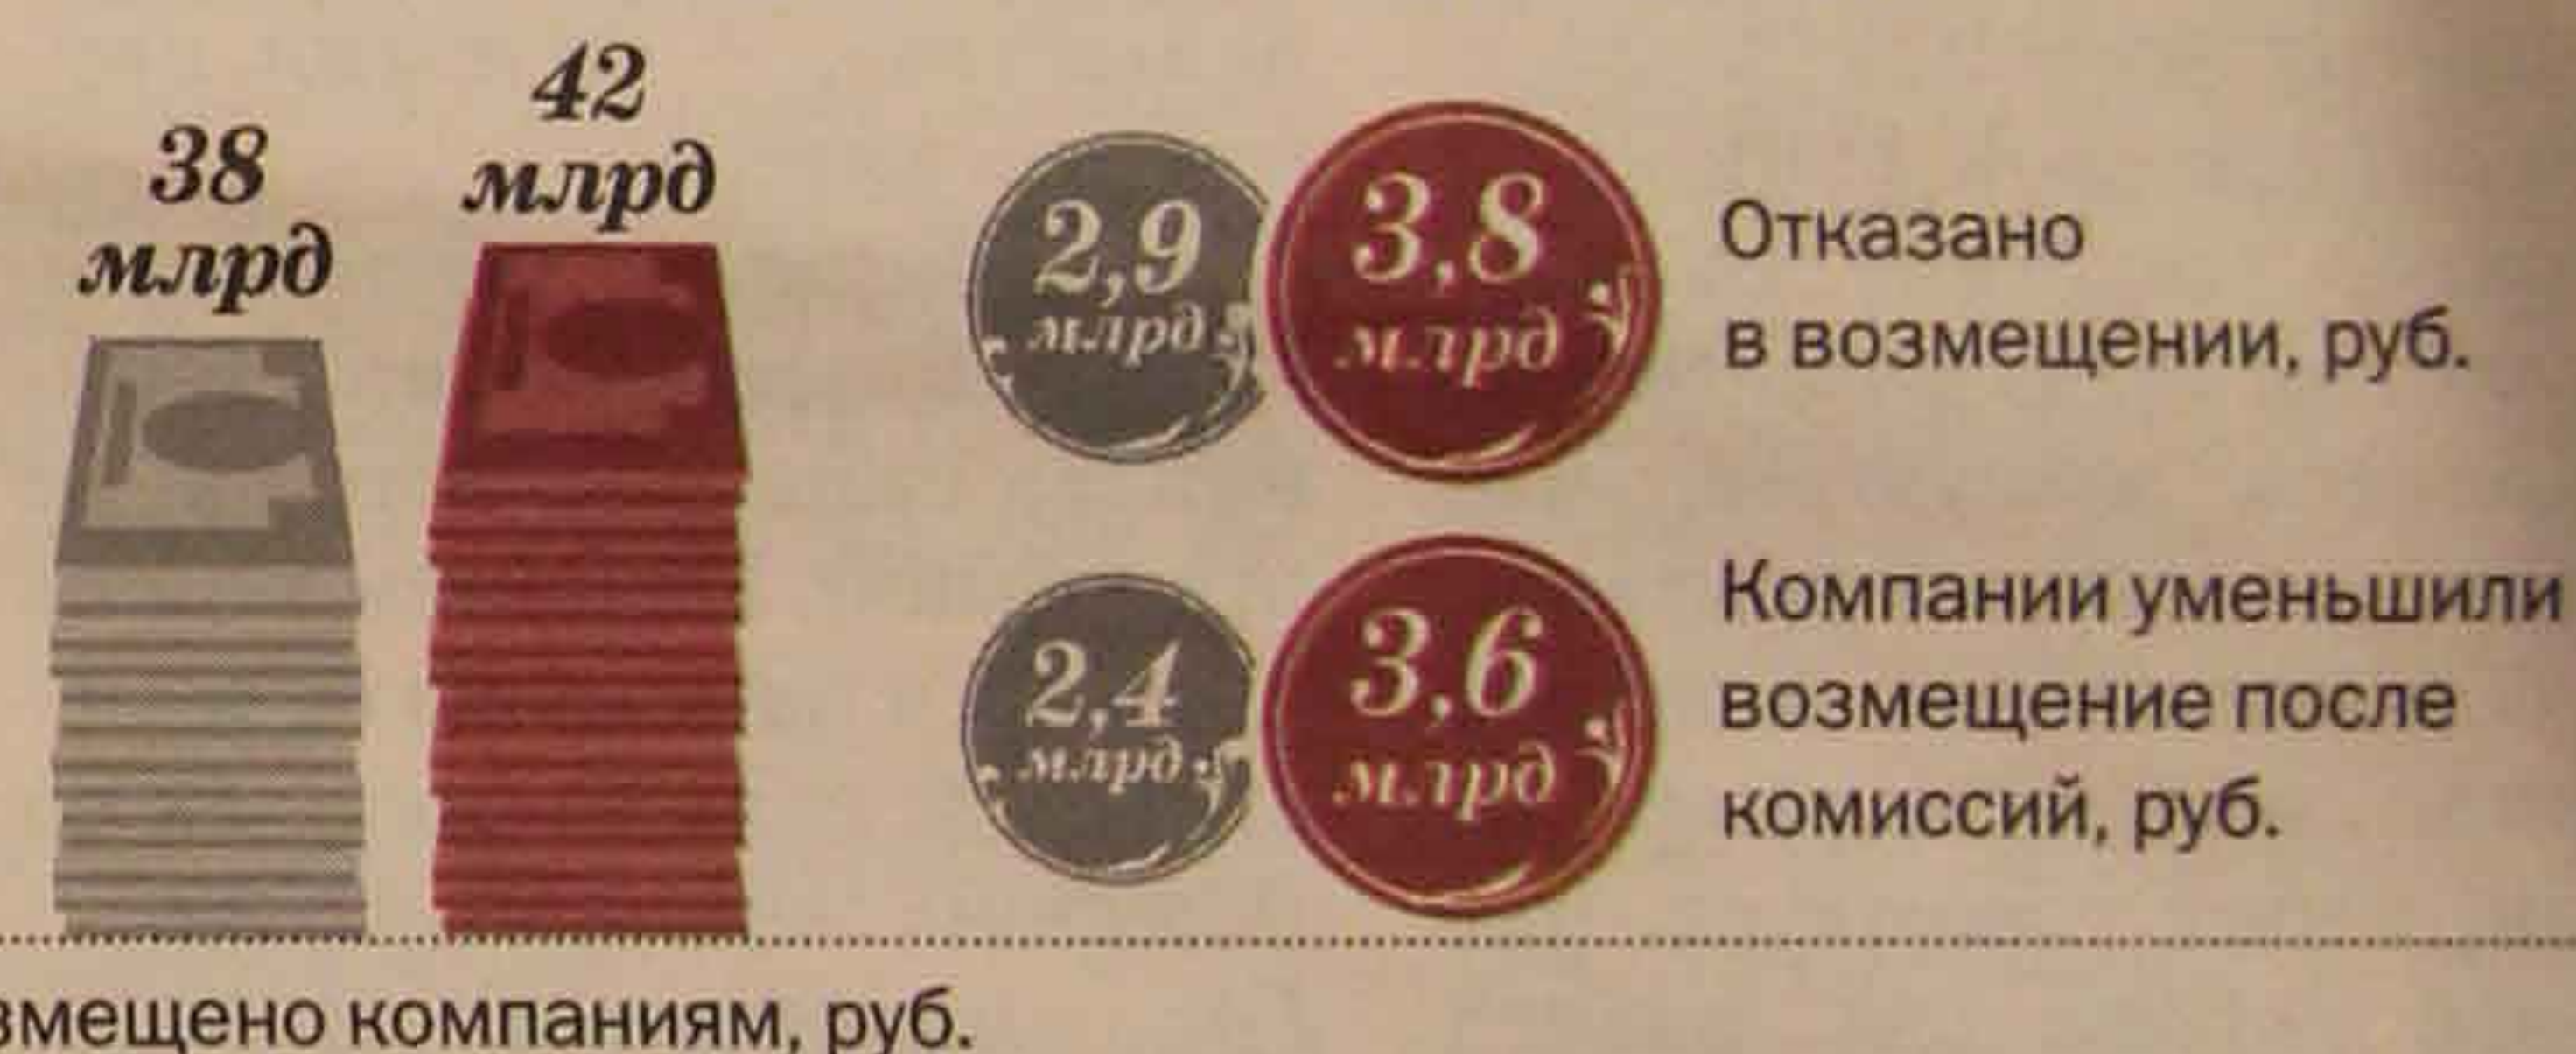 38
млрд
42
млрд
2,9
млрд
3,8
млрд
Отказано
в возмещении, руб.
2,4
млрд
3,6
млрд
Компании уменьшили
возмещение после
комиссий, руб.
компаниям, руб.